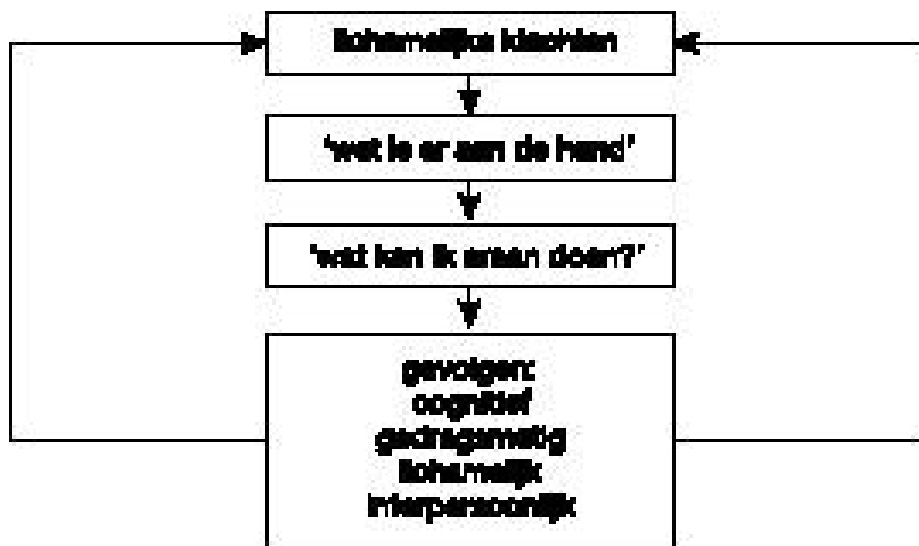 lichamelijke klachten
'wat is er aan de hand'
'wat kan ik eraan doen?'
gevolgen:
cognitief
gedragsmatig
lichamelijk
interpersoonlijk